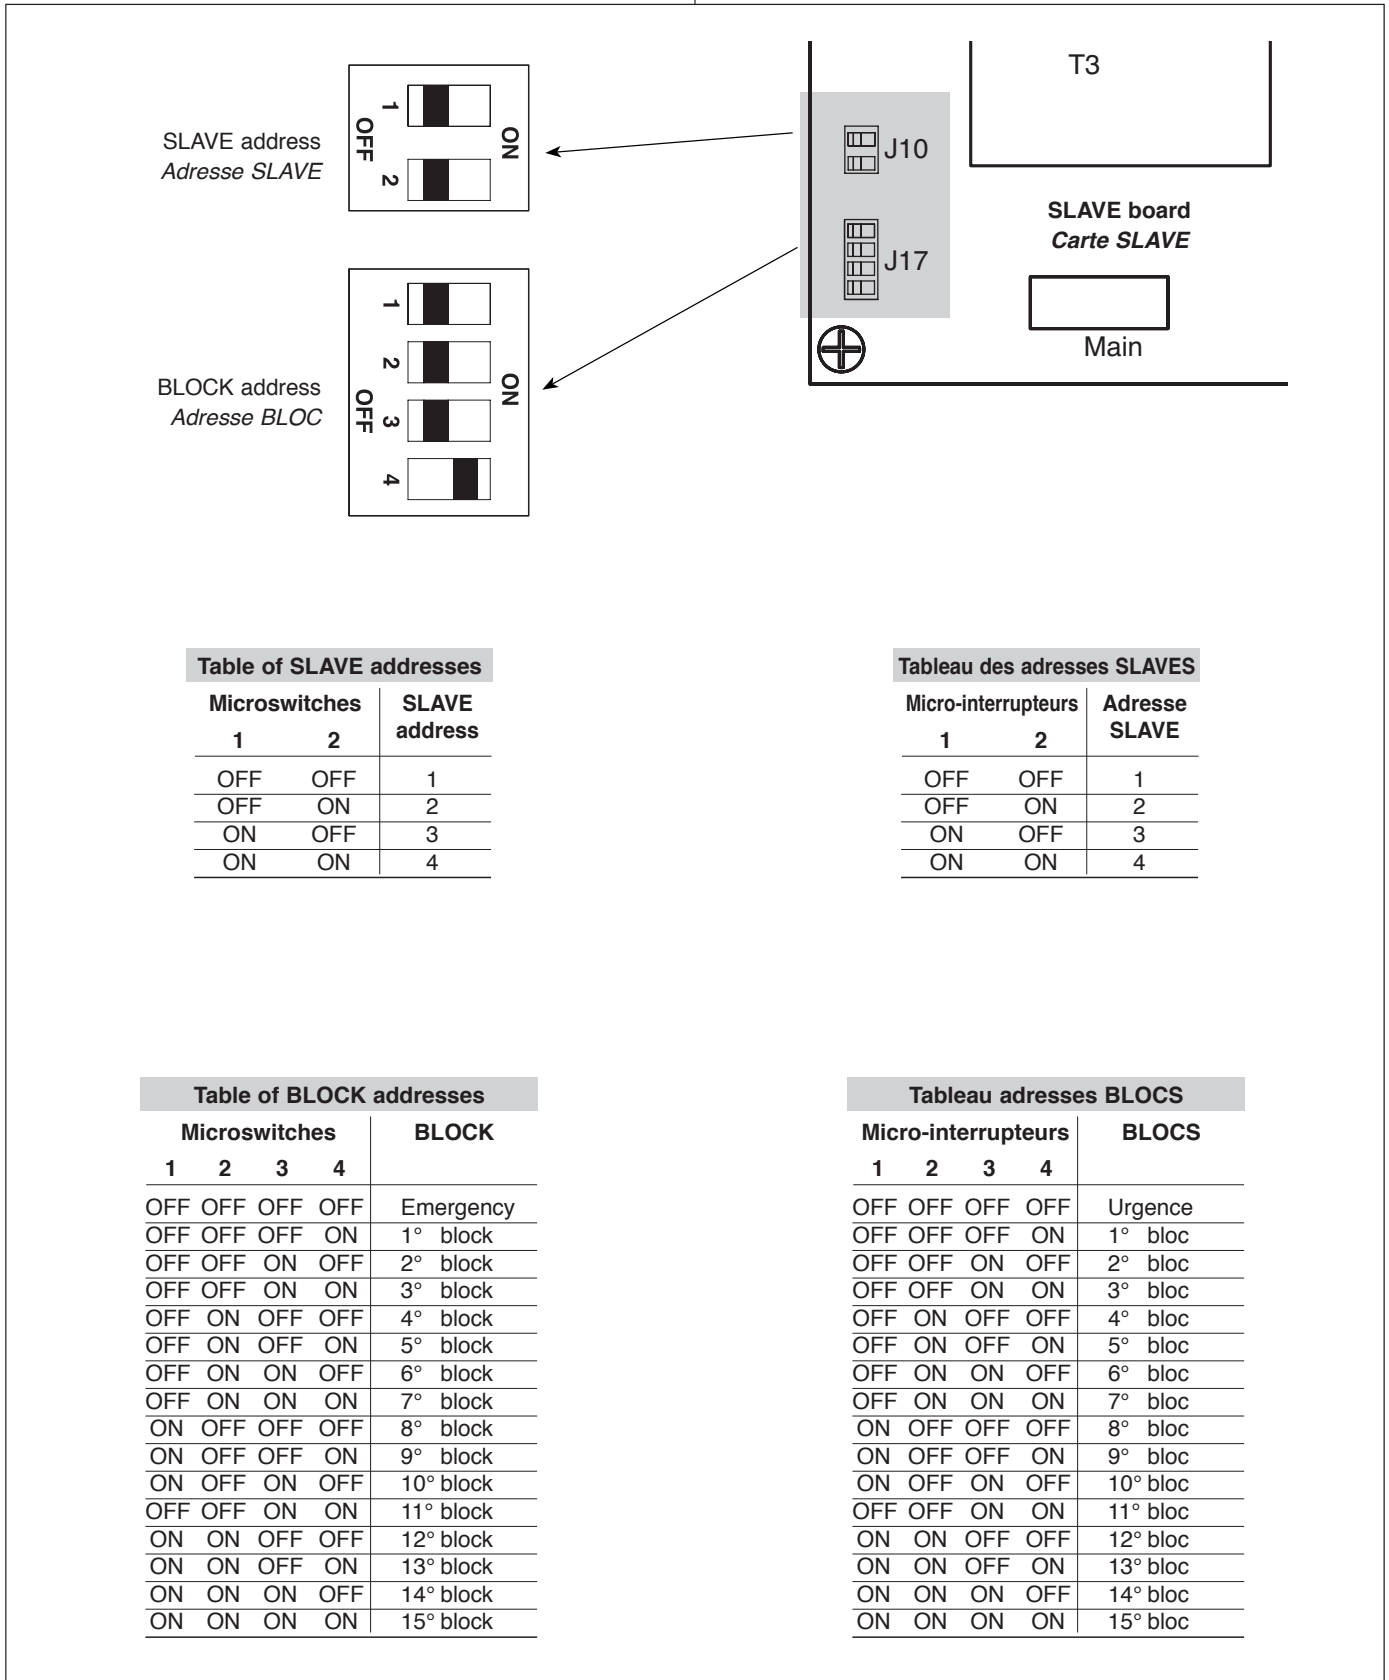 SLAVE address
Adresse SLAVE
OFF
1
2
ON
T3
J10
J17
SLAVE board
Carte SLAVE
Main
BLOCK address
Adresse BLOC
OFF
1
2
3
4
ON
Table of SLAVE addresses
Microswitches SLAVE address
1 2
OFF OFF 1
OFF ON 2
ON OFF 3
ON ON 4
Tableau des adresses SLAVES
Micro-interrupteurs Adresse SLAVE
1 2
OFF OFF 1
OFF ON 2
ON OFF 3
ON ON 4
Table of BLOCK addresses
Microswitches BLOCK
1 2 3 4
OFF OFF OFF OFF Emergency
OFF OFF OFF ON 1° block
OFF OFF ON OFF 2° block
OFF OFF ON ON 3° block
OFF ON OFF OFF 4° block
OFF ON OFF ON 5° block
OFF ON ON OFF 6° block
OFF ON ON ON 7° block
ON OFF OFF OFF 8° block
ON OFF OFF ON 9° block
ON OFF ON OFF 10° block
OFF OFF ON ON 11° block
ON ON OFF OFF 12° block
ON ON OFF ON 13° block
ON ON ON OFF 14° block
ON ON ON ON 15° block
Tableau adresses BLOCS
Micro-interrupteurs BLOCS
1 2 3 4
OFF OFF OFF OFF Urgence
OFF OFF OFF ON 1° bloc
OFF OFF ON OFF 2° bloc
OFF OFF ON ON 3° bloc
OFF ON OFF OFF 4° bloc
OFF ON OFF ON 5° bloc
OFF ON ON OFF 6° bloc
OFF ON ON ON 7° bloc
ON OFF OFF OFF 8° bloc
ON OFF OFF ON 9° bloc
ON OFF ON OFF 10° bloc
OFF OFF ON ON 11° bloc
ON ON OFF OFF 12° bloc
ON ON OFF ON 13° bloc
ON ON ON OFF 14° bloc
ON ON ON ON 15° bloc